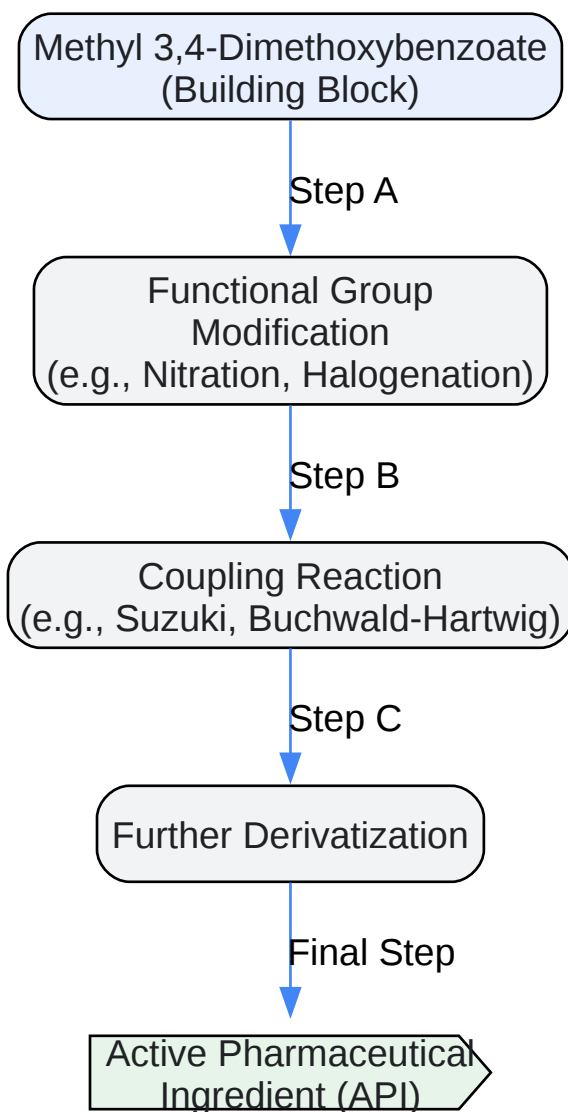 Methyl 3,4-Dimethoxybenzoate
(Building Block)
Step A
Functional Group
Modification
(e.g., Nitration, Halogenation)
Step B
Coupling Reaction
(e.g., Suzuki, Buchwald-Hartwig)
Step C
Further Derivatization
Final Step
Active Pharmaceutical
Ingredient (API)